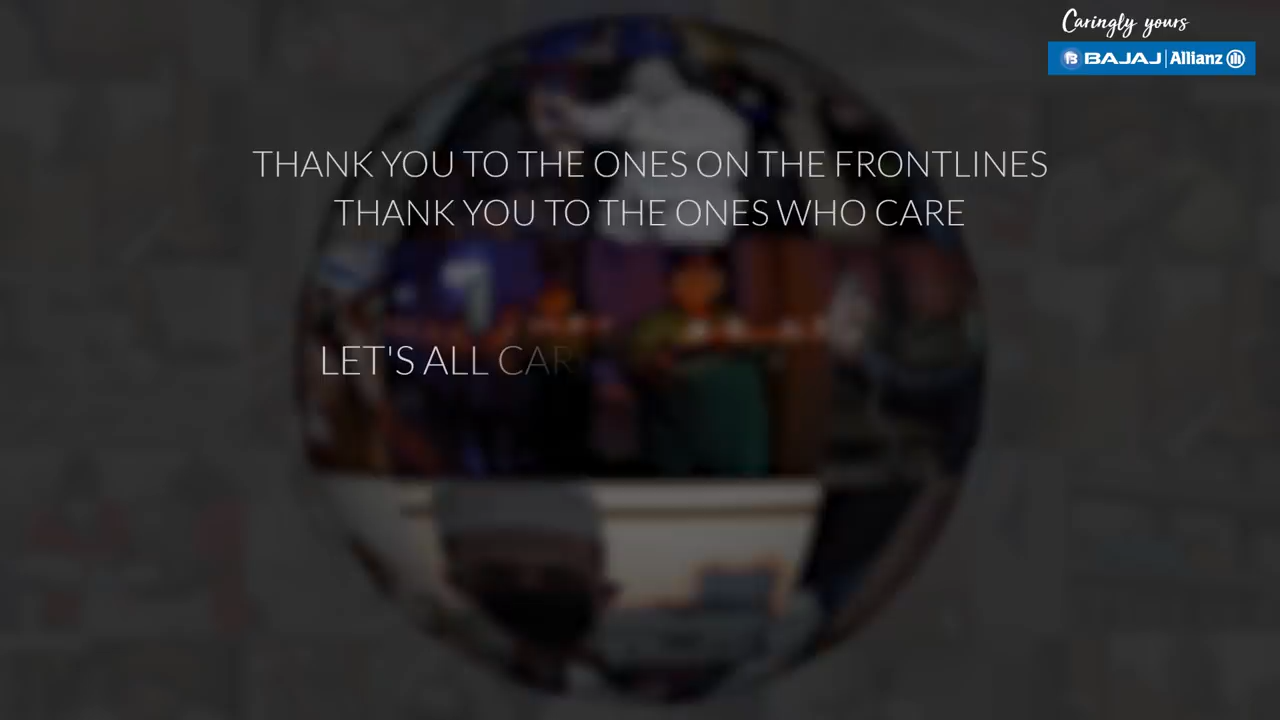 Caringly yours
BAJAJ Allianz
THANK YOU TO THE ONES ON THE FRONTLINES
THANK YOU TO THE ONES WHO CARE
LET'S ALL CAR